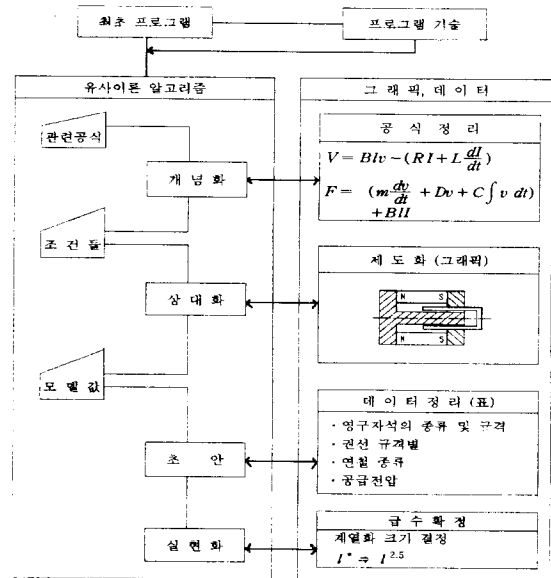 최초 프로그램
프로그램 기술
유사이론 알고리즘
그래픽, 데이터
관련공식
공식정리
V = Blv − (RI + L dI/dt)
F = (m dv/dt + Dv + C∫v dt)
+ BlI
개념화
조건들
제도화 (그래픽)
N S
N S
상대화
모델값
데이터정리 (표)
· 영구자석의 종류 및 규격
· 권선 규격별
· 연철 종류
· 공급전압
초안
급수확정
계열화 크기 결정
l* ⇒ l^2.5
실현화